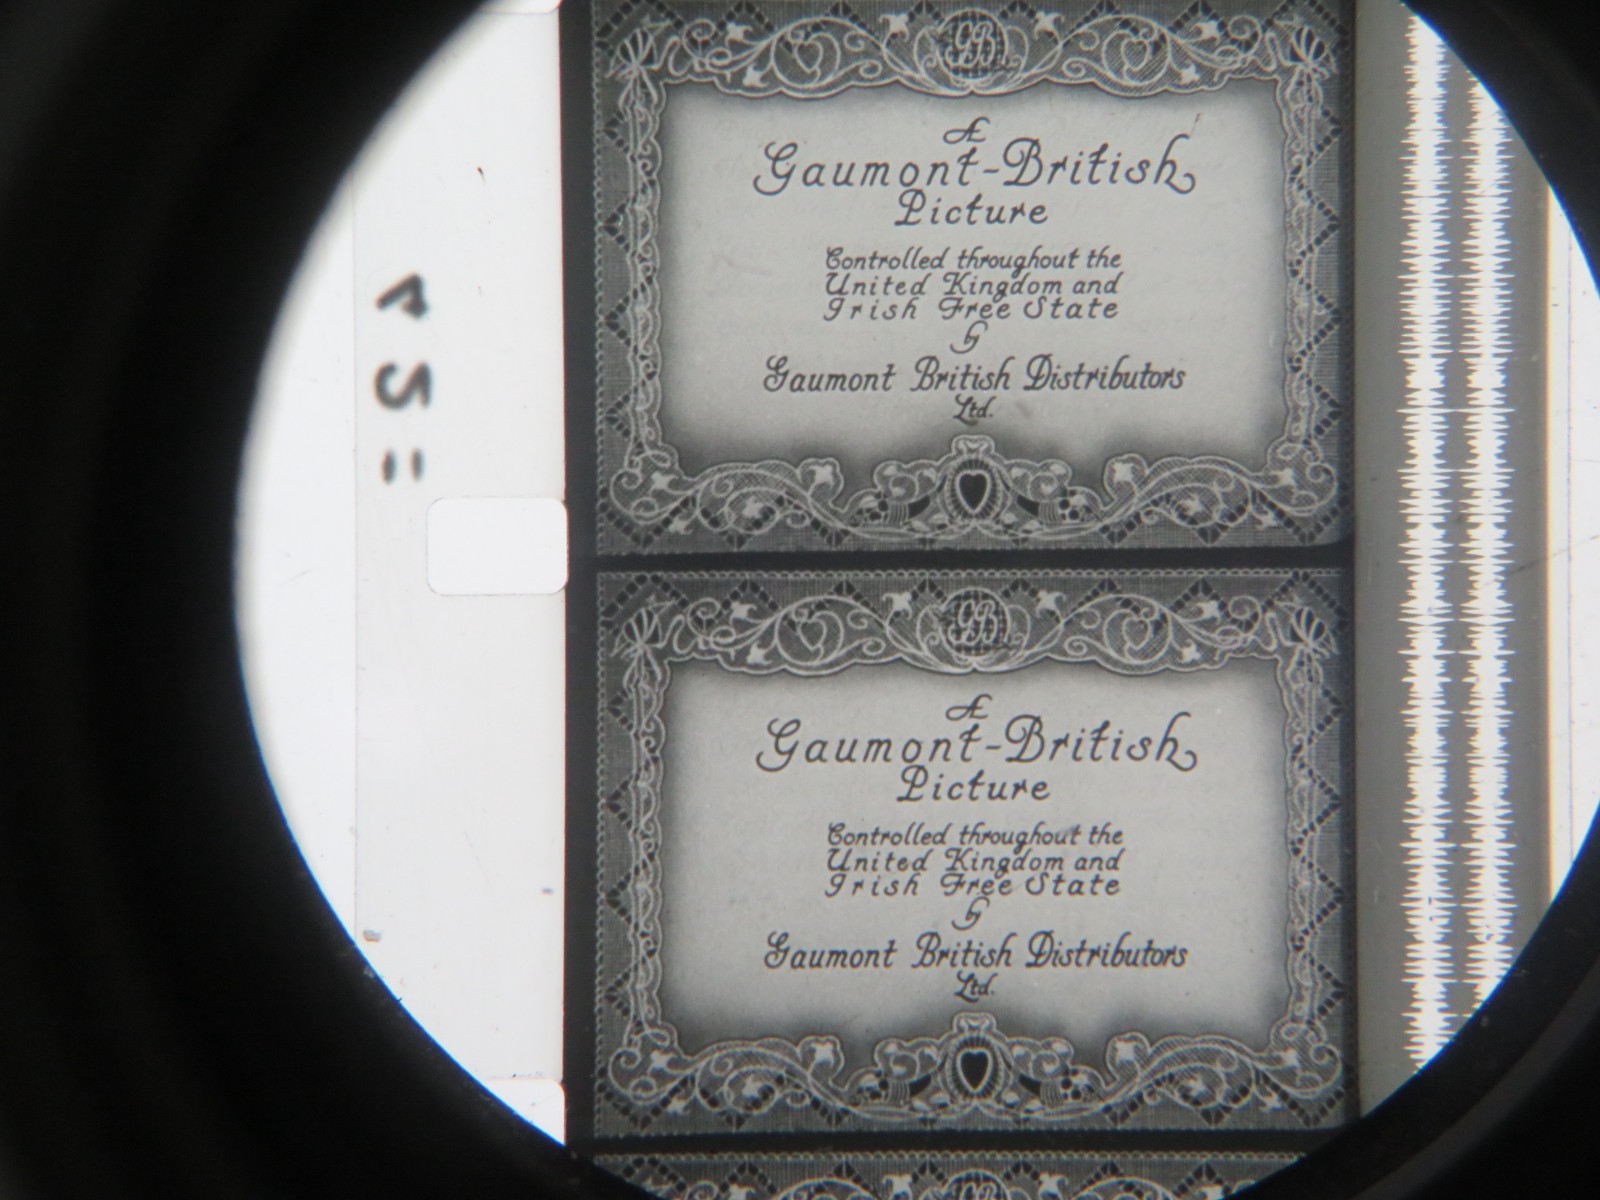 GB
A
Gaumont-British
Picture
Controlled throughout the
United Kingdom and
Irish Free State
by
Gaumont British Distributors
Ltd.
GB
A
Gaumont-British
Picture
Controlled throughout the
United Kingdom and
Irish Free State
by
Gaumont British Distributors
Ltd.
GB